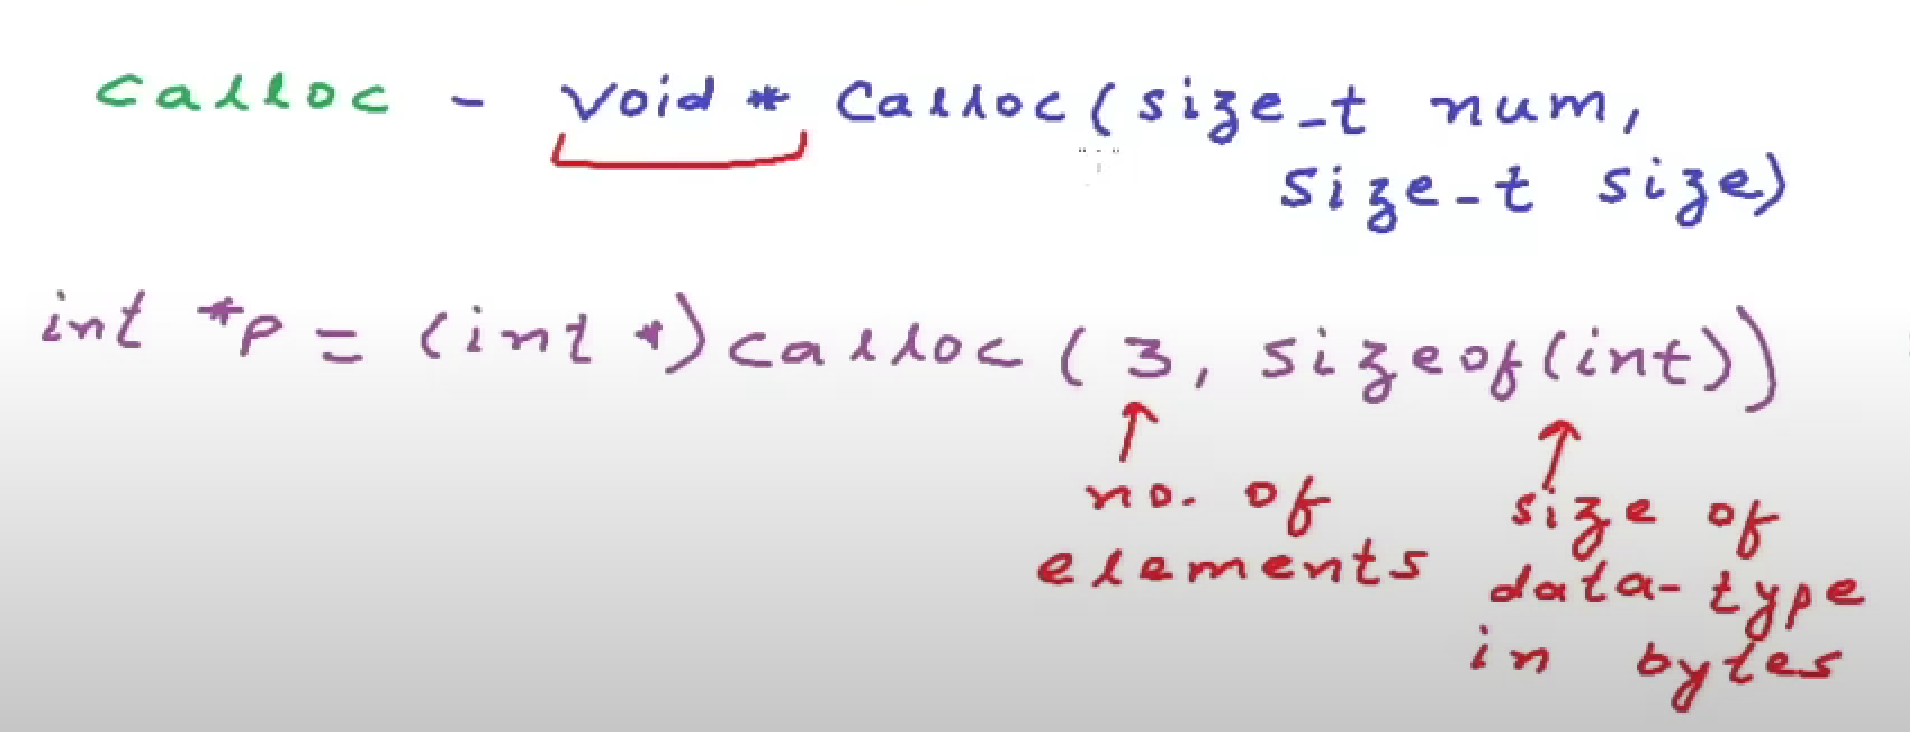 calloc - void * Calloc(size_t num,
size_t size)
int *p = (int *)calloc(3, sizeof(int))
no. of
elements
size of
data-type
in bytes